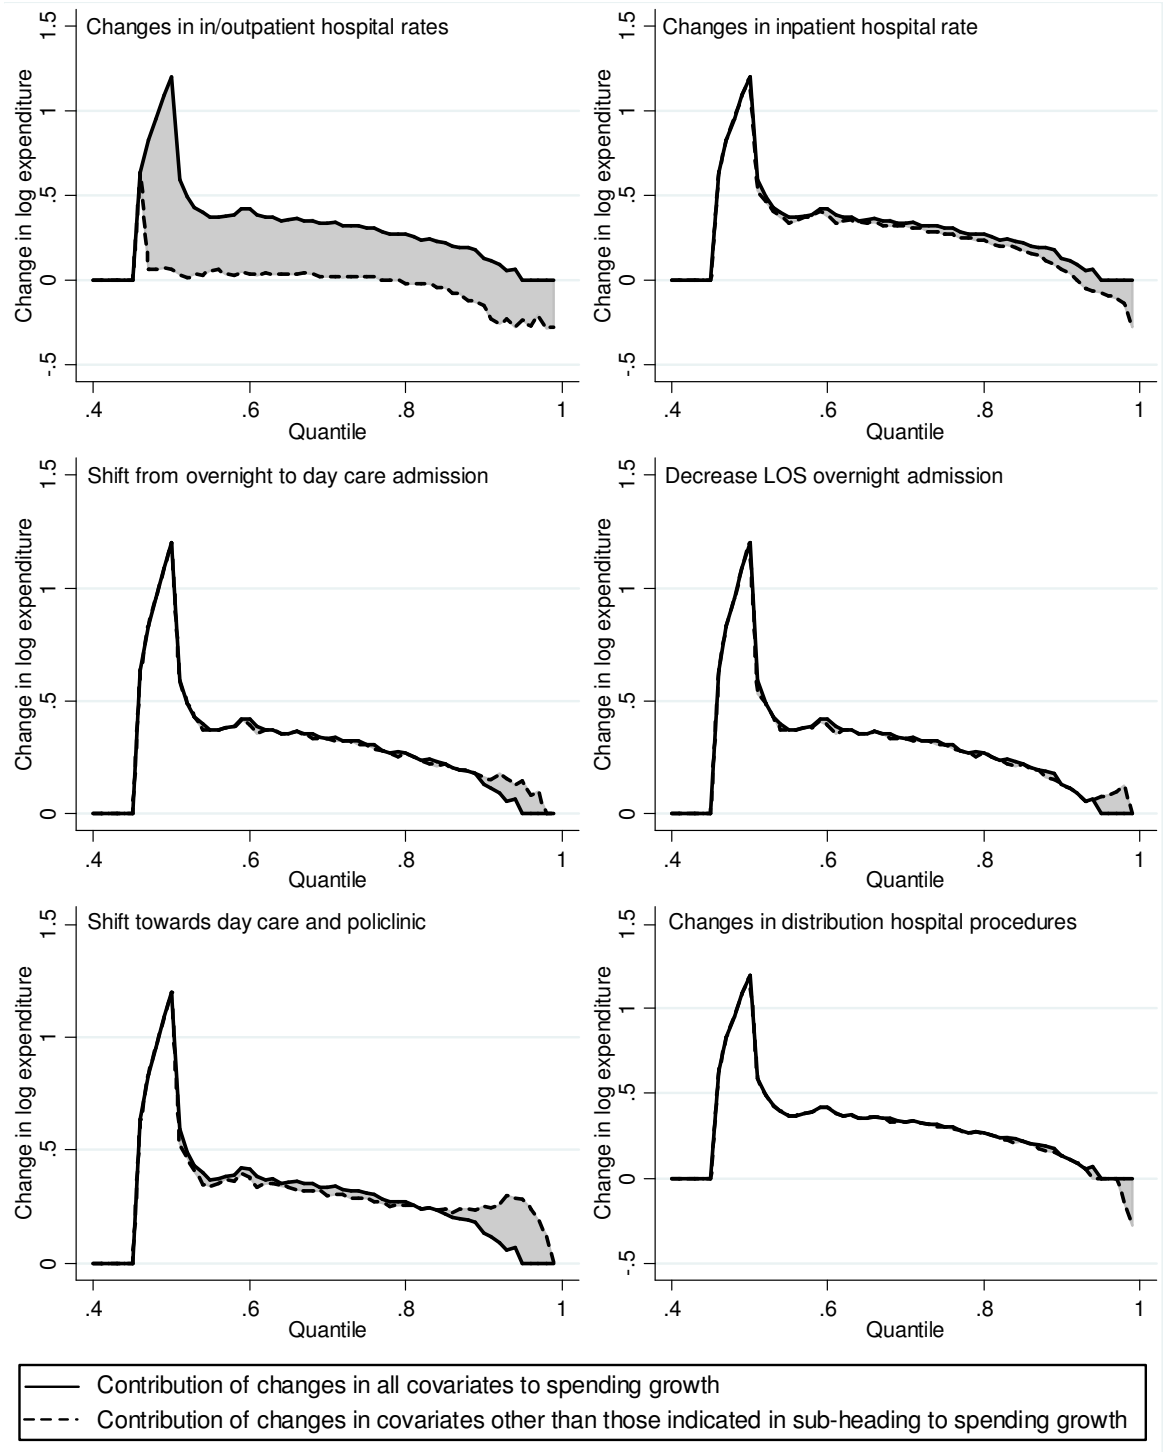 Changes in in/outpatient hospital rates
Change in log expenditure
1.5
1
.5
0
-.5
.4 .6 .8 1
Quantile
Changes in inpatient hospital rate
Change in log expenditure
1.5
1
.5
0
-.5
.4 .6 .8 1
Quantile
Shift from overnight to day care admission
Change in log expenditure
1.5
1
.5
0
.4 .6 .8 1
Quantile
Decrease LOS overnight admission
Change in log expenditure
1.5
1
.5
0
.4 .6 .8 1
Quantile
Shift towards day care and policlinic
Change in log expenditure
1.5
1
.5
0
.4 .6 .8 1
Quantile
Changes in distribution hospital procedures
Change in log expenditure
1.5
1
.5
0
-.5
.4 .6 .8 1
Quantile
Contribution of changes in all covariates to spending growth
Contribution of changes in covariates other than those indicated in sub-heading to spending growth